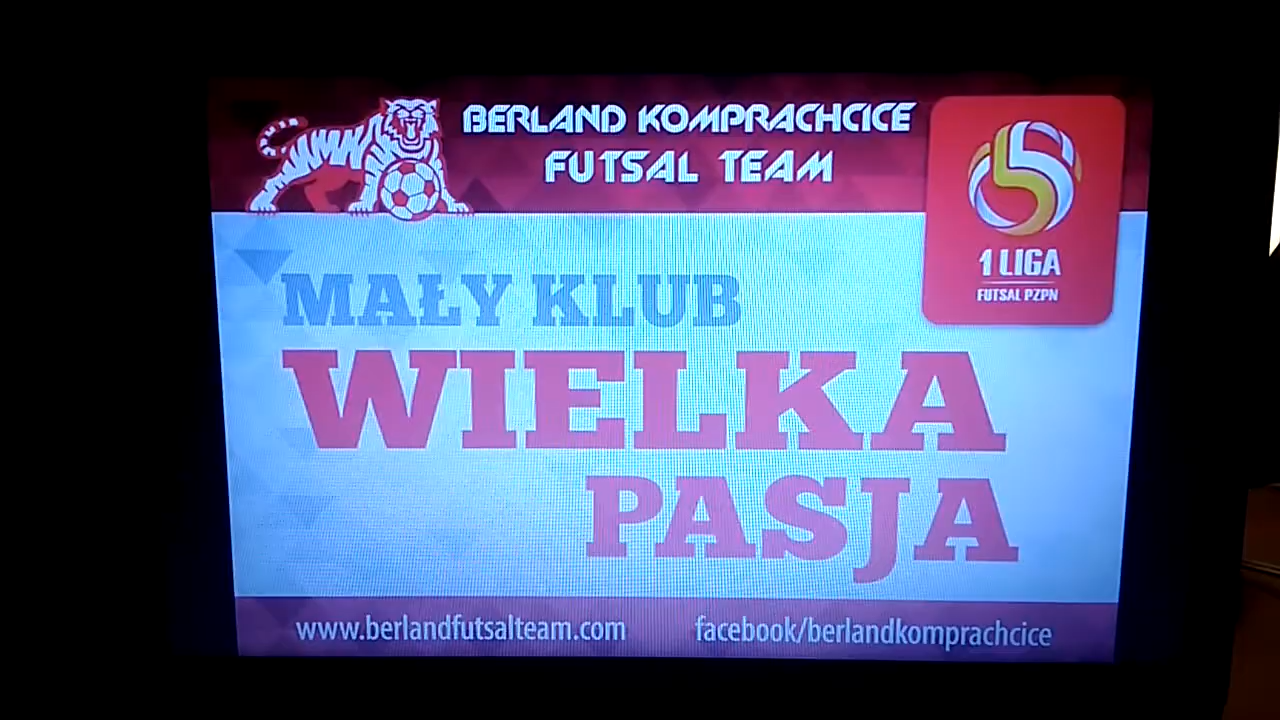 BERLAND KOMPRACHCICE
FUTSAL TEAM
1 LIGA
FUTSAL PZPN
MAŁY KLUB
WIELKA
PASJA
www.berlandfutsalteam.com
facebook/berlandkomprachcice